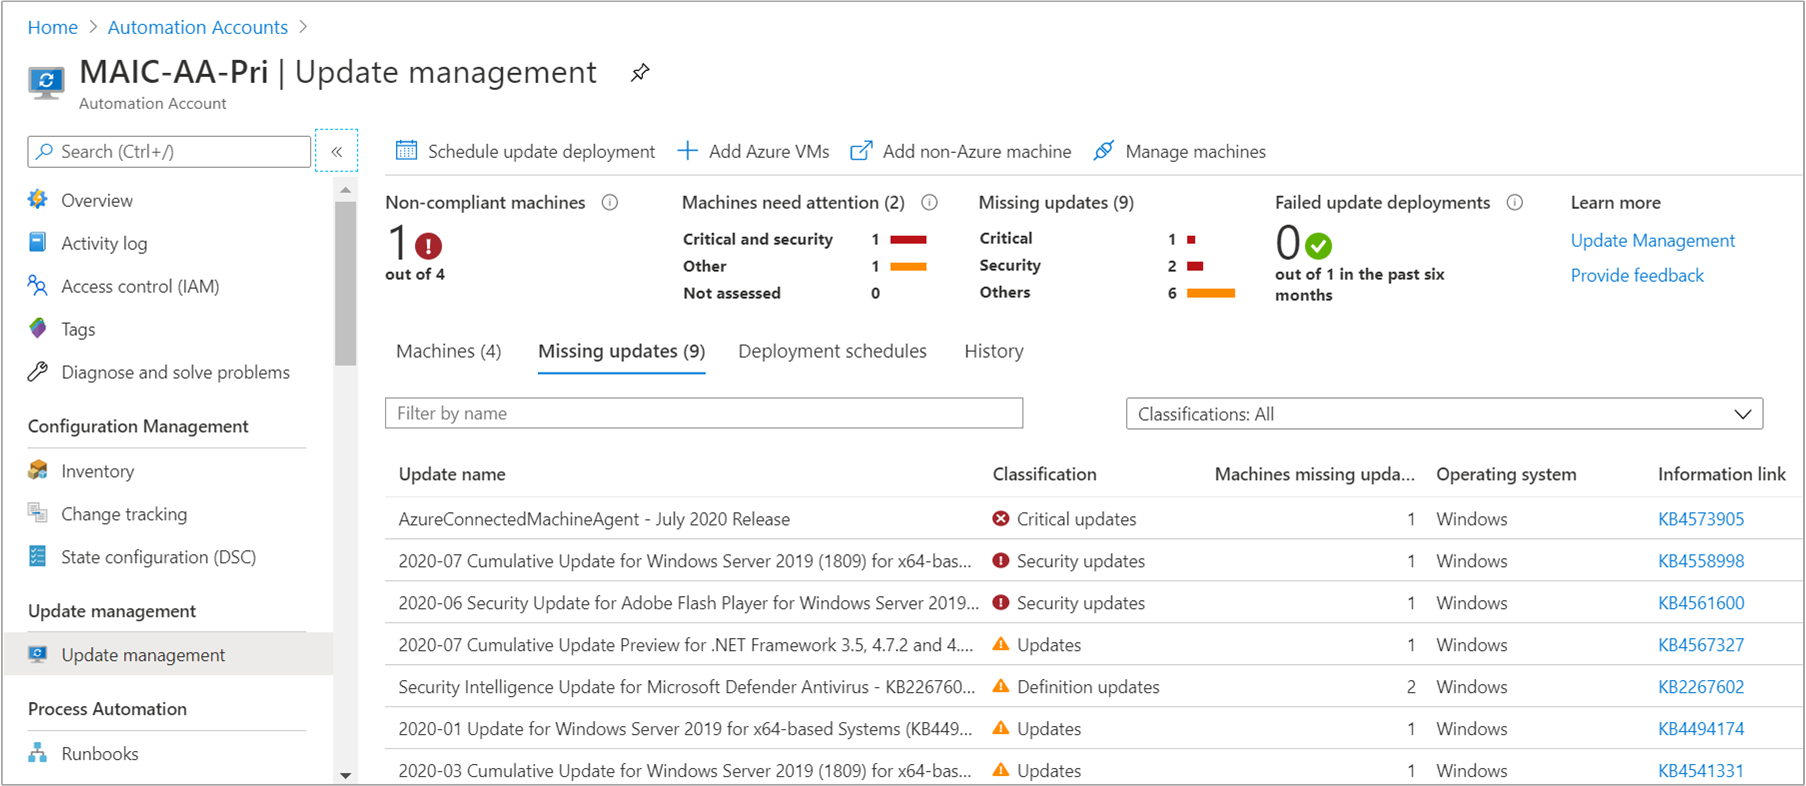 Home > Automation Accounts >
MAIC-AA-Pri | Update management
Automation Account
Search (Ctrl+/)
«
Overview
Activity log
Access control (IAM)
Tags
Diagnose and solve problems
Configuration Management
Inventory
Change tracking
State configuration (DSC)
Update management
Update management
Process Automation
Runbooks
Schedule update deployment
Add Azure VMs
Add non-Azure machine
Manage machines
Non-compliant machines
1
out of 4
Machines need attention (2)
Critical and security 1
Other 1
Not assessed 0
Missing updates (9)
Critical 1
Security 2
Others 6
Failed update deployments
0
out of 1 in the past six
months
Learn more
Update Management
Provide feedback
Machines (4) Missing updates (9) Deployment schedules History
Filter by name
Classifications: All
Update name Classification Machines missing upda... Operating system Information link
AzureConnectedMachineAgent - July 2020 Release Critical updates 1 Windows KB4573905
2020-07 Cumulative Update for Windows Server 2019 (1809) for x64-bas... Security updates 1 Windows KB4558998
2020-06 Security Update for Adobe Flash Player for Windows Server 2019... Security updates 1 Windows KB4561600
2020-07 Cumulative Update Preview for .NET Framework 3.5, 4.7.2 and 4.... Updates 1 Windows KB4567327
Security Intelligence Update for Microsoft Defender Antivirus - KB226760... Definition updates 2 Windows KB2267602
2020-01 Update for Windows Server 2019 for x64-based Systems (KB449... Updates 1 Windows KB4494174
2020-03 Cumulative Update for Windows Server 2019 (1809) for x64-bas... Updates 1 Windows KB4541331